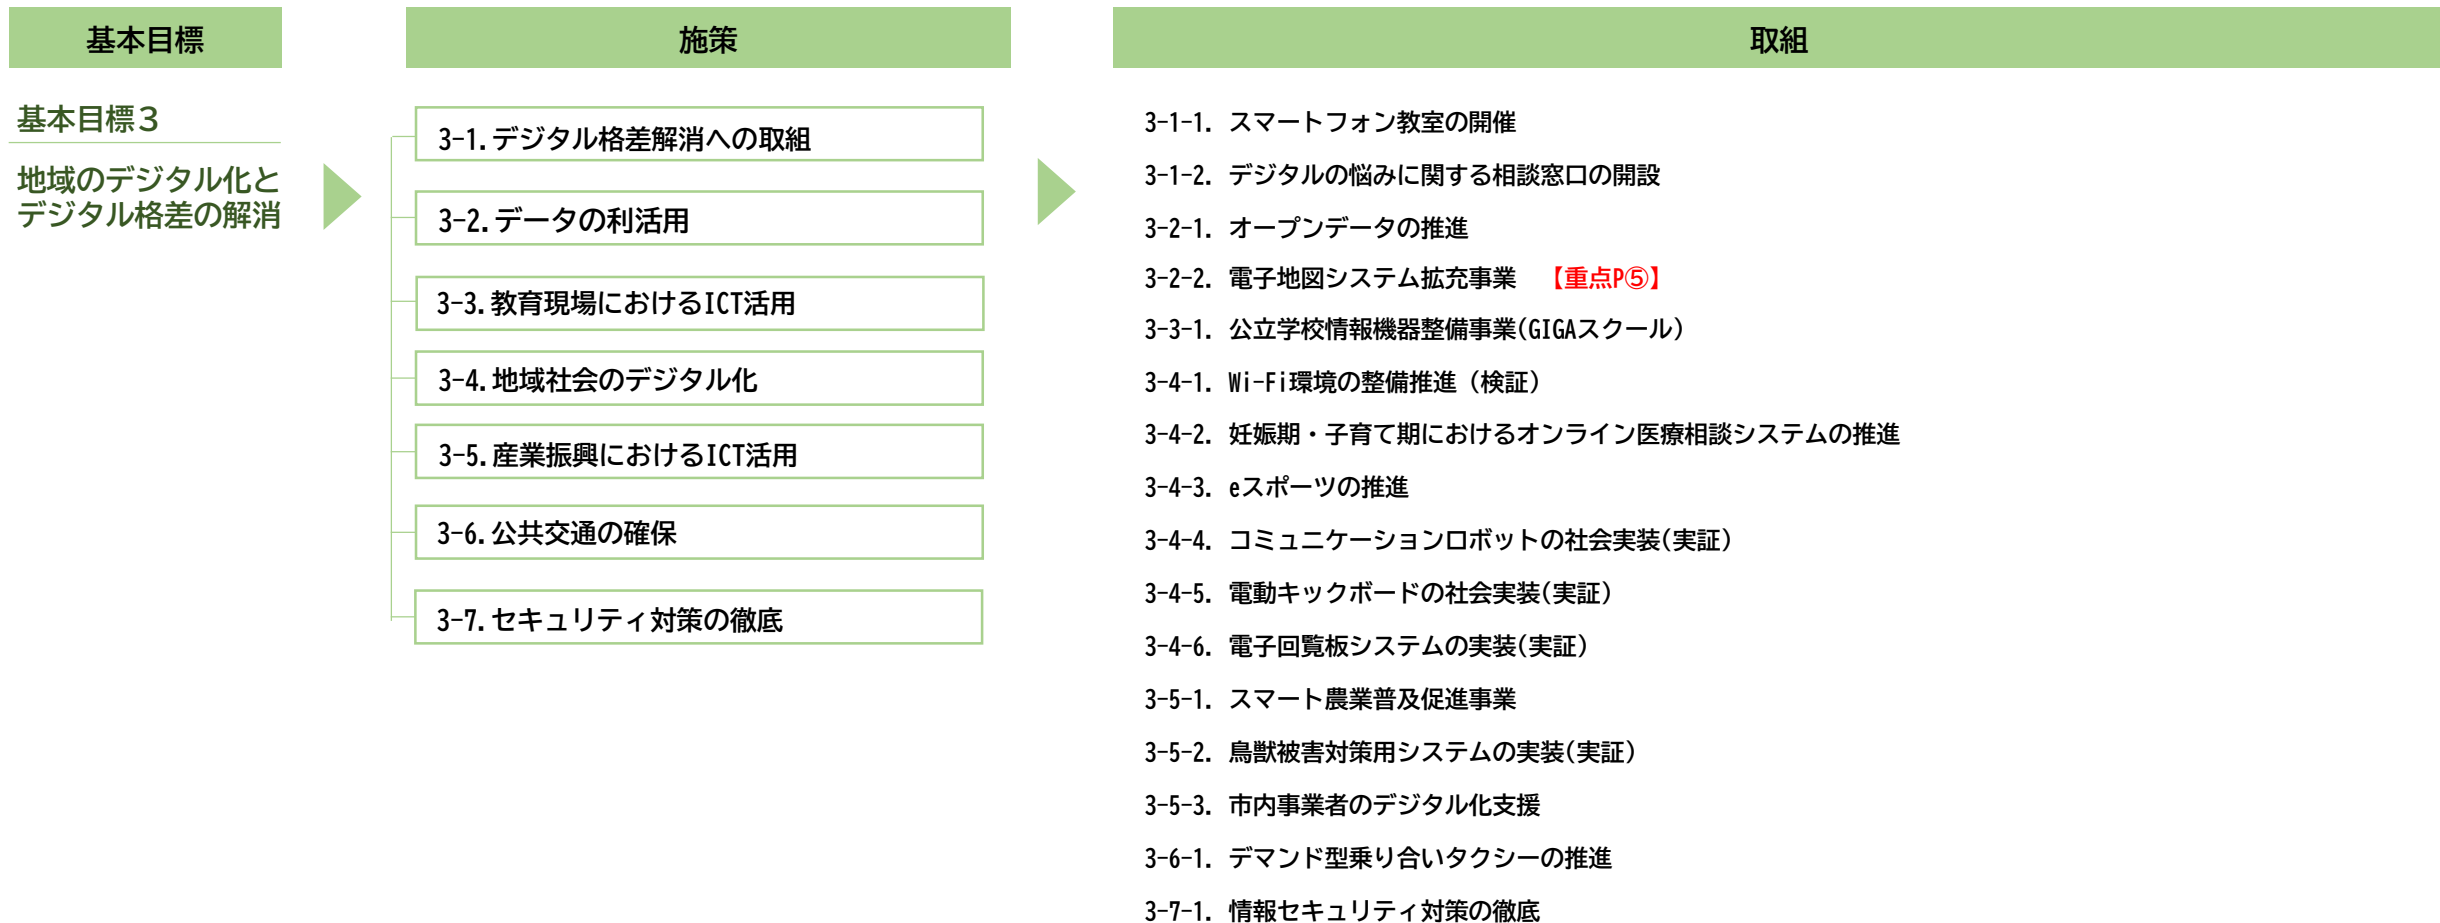 基本目標
施策
取組
基本目標３
地域のデジタル化と
デジタル格差の解消
3-1.デジタル格差解消への取組
3-2.データの利活用
3-3.教育現場におけるICT活用
3-4.地域社会のデジタル化
3-5.産業振興におけるICT活用
3-6.公共交通の確保
3-7.セキュリティ対策の徹底
3-1-1. スマートフォン教室の開催
3-1-2. デジタルの悩みに関する相談窓口の開設
3-2-1. オープンデータの推進
3-2-2. 電子地図システム拡充事業　【重点P⑤】
3-3-1. 公立学校情報機器整備事業(GIGAスクール)
3-4-1. Wi-Fi環境の整備推進（検証）
3-4-2. 妊娠期・子育て期におけるオンライン医療相談システムの推進
3-4-3. eスポーツの推進
3-4-4. コミュニケーションロボットの社会実装(実証)
3-4-5. 電動キックボードの社会実装(実証)
3-4-6. 電子回覧板システムの実装(実証)
3-5-1. スマート農業普及促進事業
3-5-2. 鳥獣被害対策用システムの実装(実証)
3-5-3. 市内事業者のデジタル化支援
3-6-1. デマンド型乗り合いタクシーの推進
3-7-1. 情報セキュリティ対策の徹底